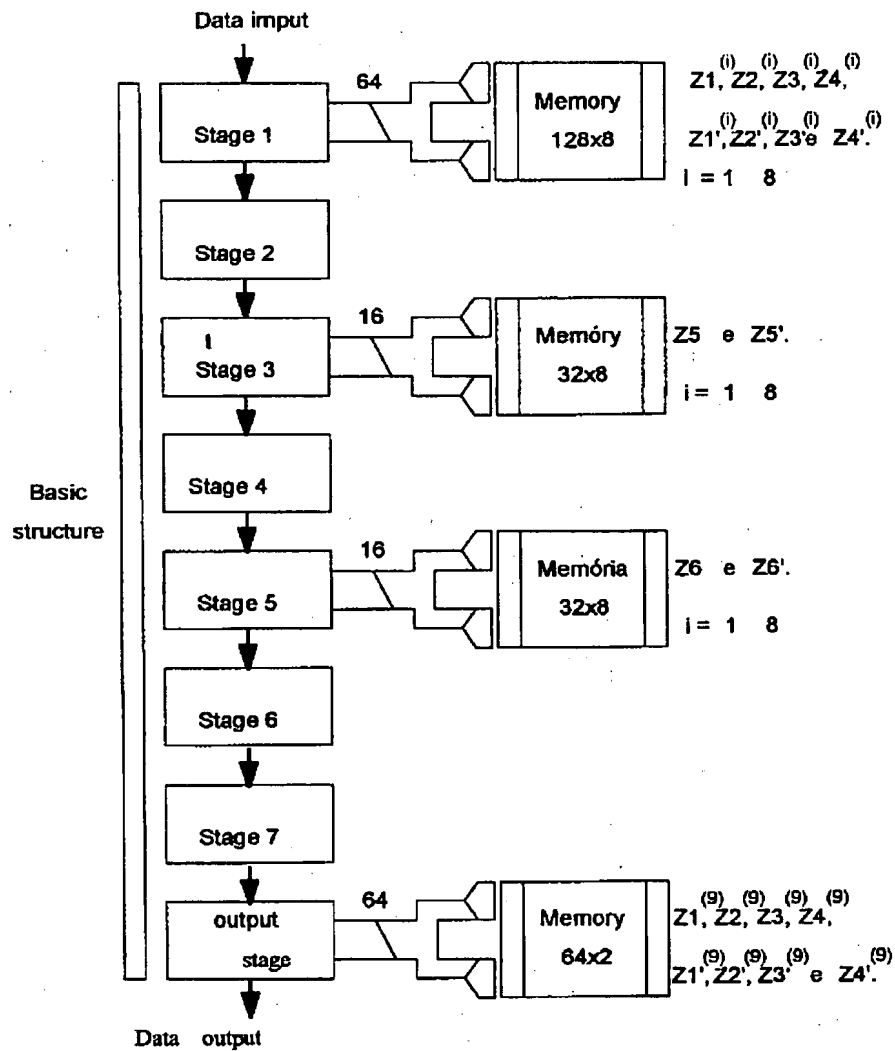 Data imput
64
Stage 1
Memory
128x8
Z1,(i) Z2,(i) Z3,(i) Z4,(i)
Z1',(i) Z2',(i) Z3'(i) e Z4'.(i)
i = 1 8
Stage 2
16
I
Stage 3
Memóry
32x8
Z5 e Z5'.
i = 1 8
Stage 4
Basic
structure
16
Stage 5
Memória
32x8
Z6 e Z6'.
i = 1 8
Stage 6
Stage 7
64
output
stage
Memory
64x2
Z1,(9) Z2,(9) Z3,(9) Z4,(9)
Z1',(9) Z2',(9) Z3'(9) e Z4'.(9)
Data output